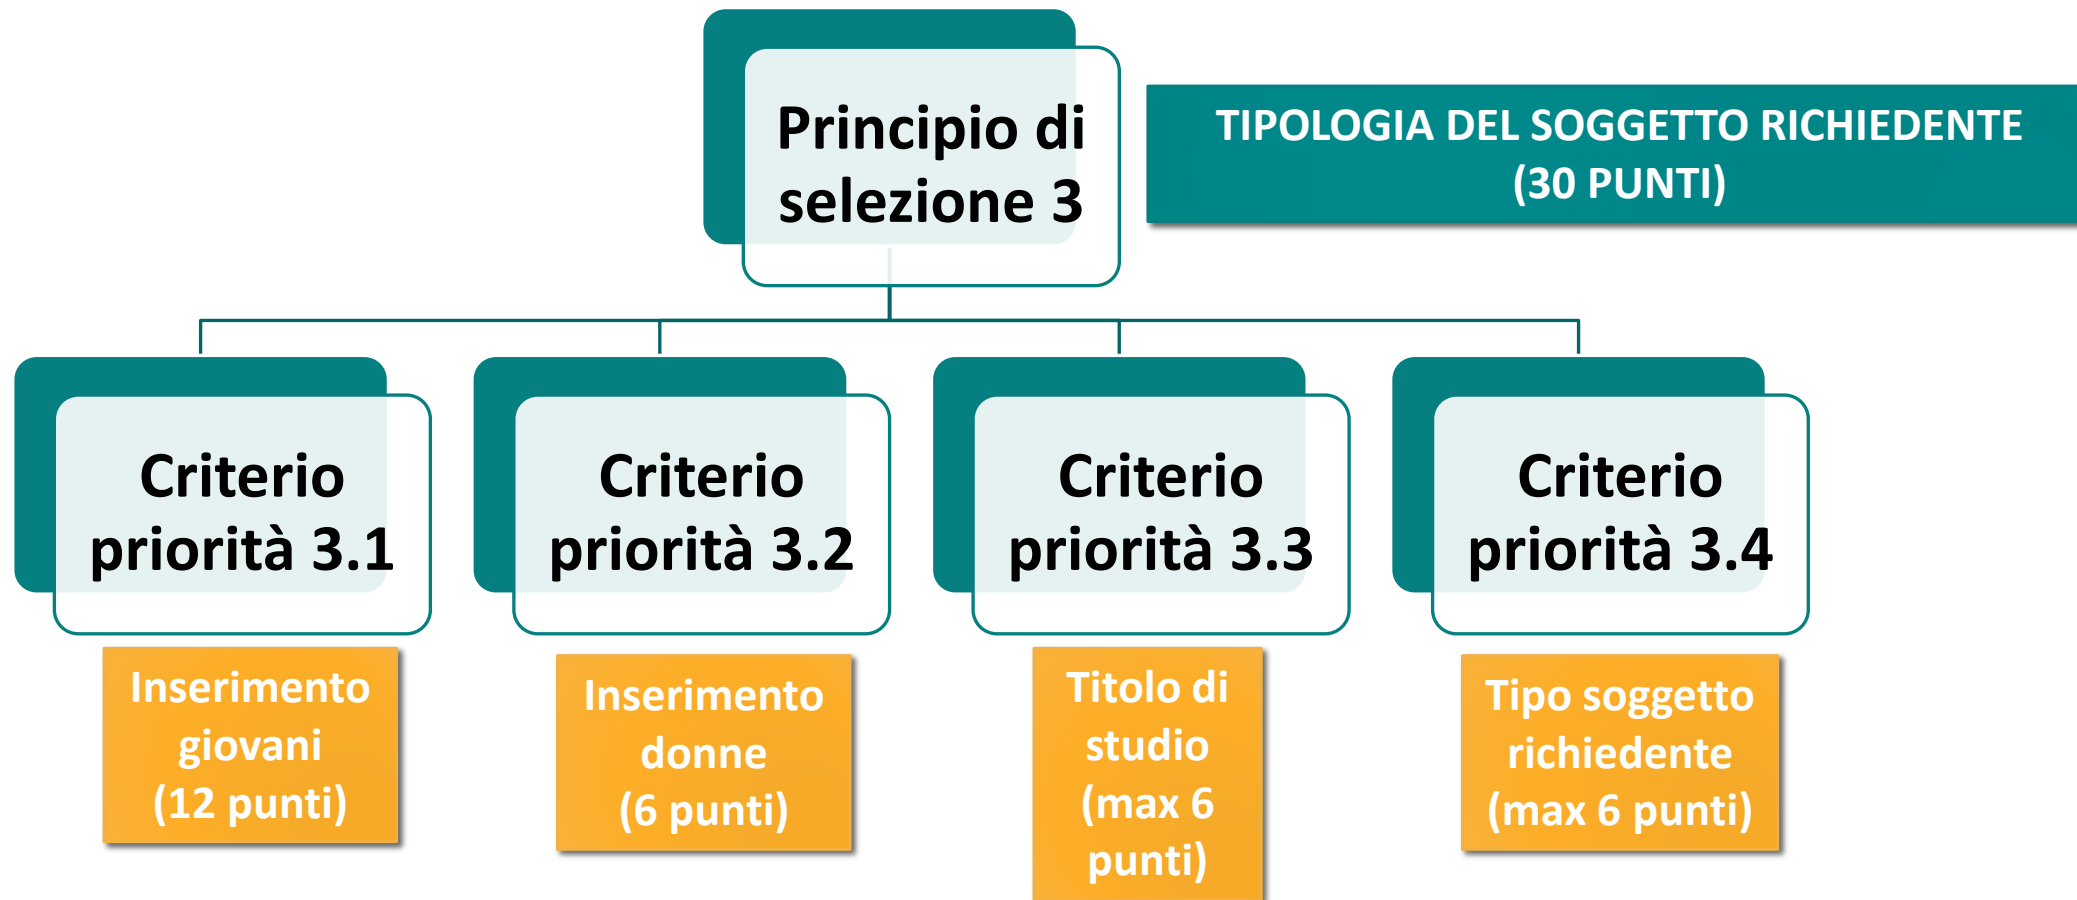 Principio di
selezione 3
TIPOLOGIA DEL SOGGETTO RICHIEDENTE
(30 PUNTI)
Criterio
priorità 3.1
Criterio
priorità 3.2
Criterio
priorità 3.3
Criterio
priorità 3.4
Inserimento
giovani
(12 punti)
Inserimento
donne
(6 punti)
Titolo di
studio
(max 6
punti)
Tipo soggetto
richiedente
(max 6 punti)